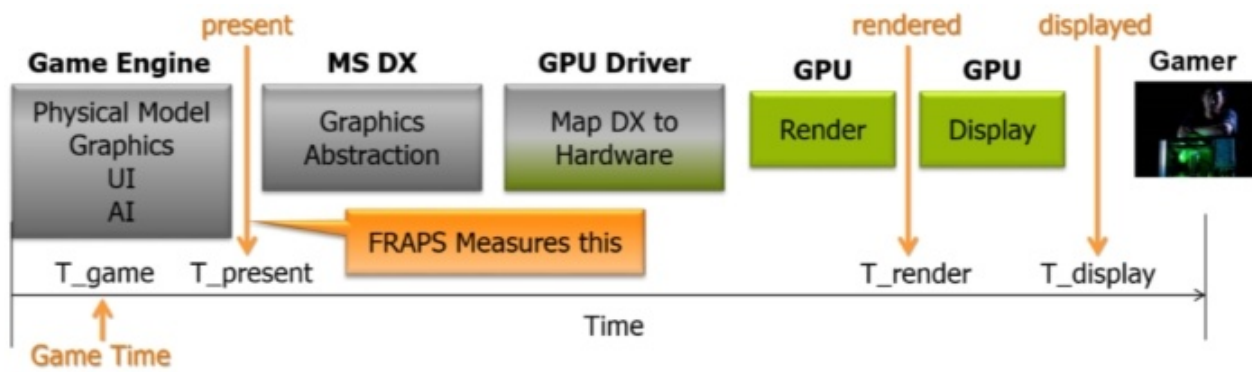 present
rendered
displayed
Game Engine
MS DX
GPU Driver
GPU
GPU
Gamer
Physical Model
Graphics
UI
AI
Graphics
Abstraction
Map DX to
Hardware
Render
Display
FRAPS Measures this
T_game
T_present
T_render
T_display
Time
Game Time